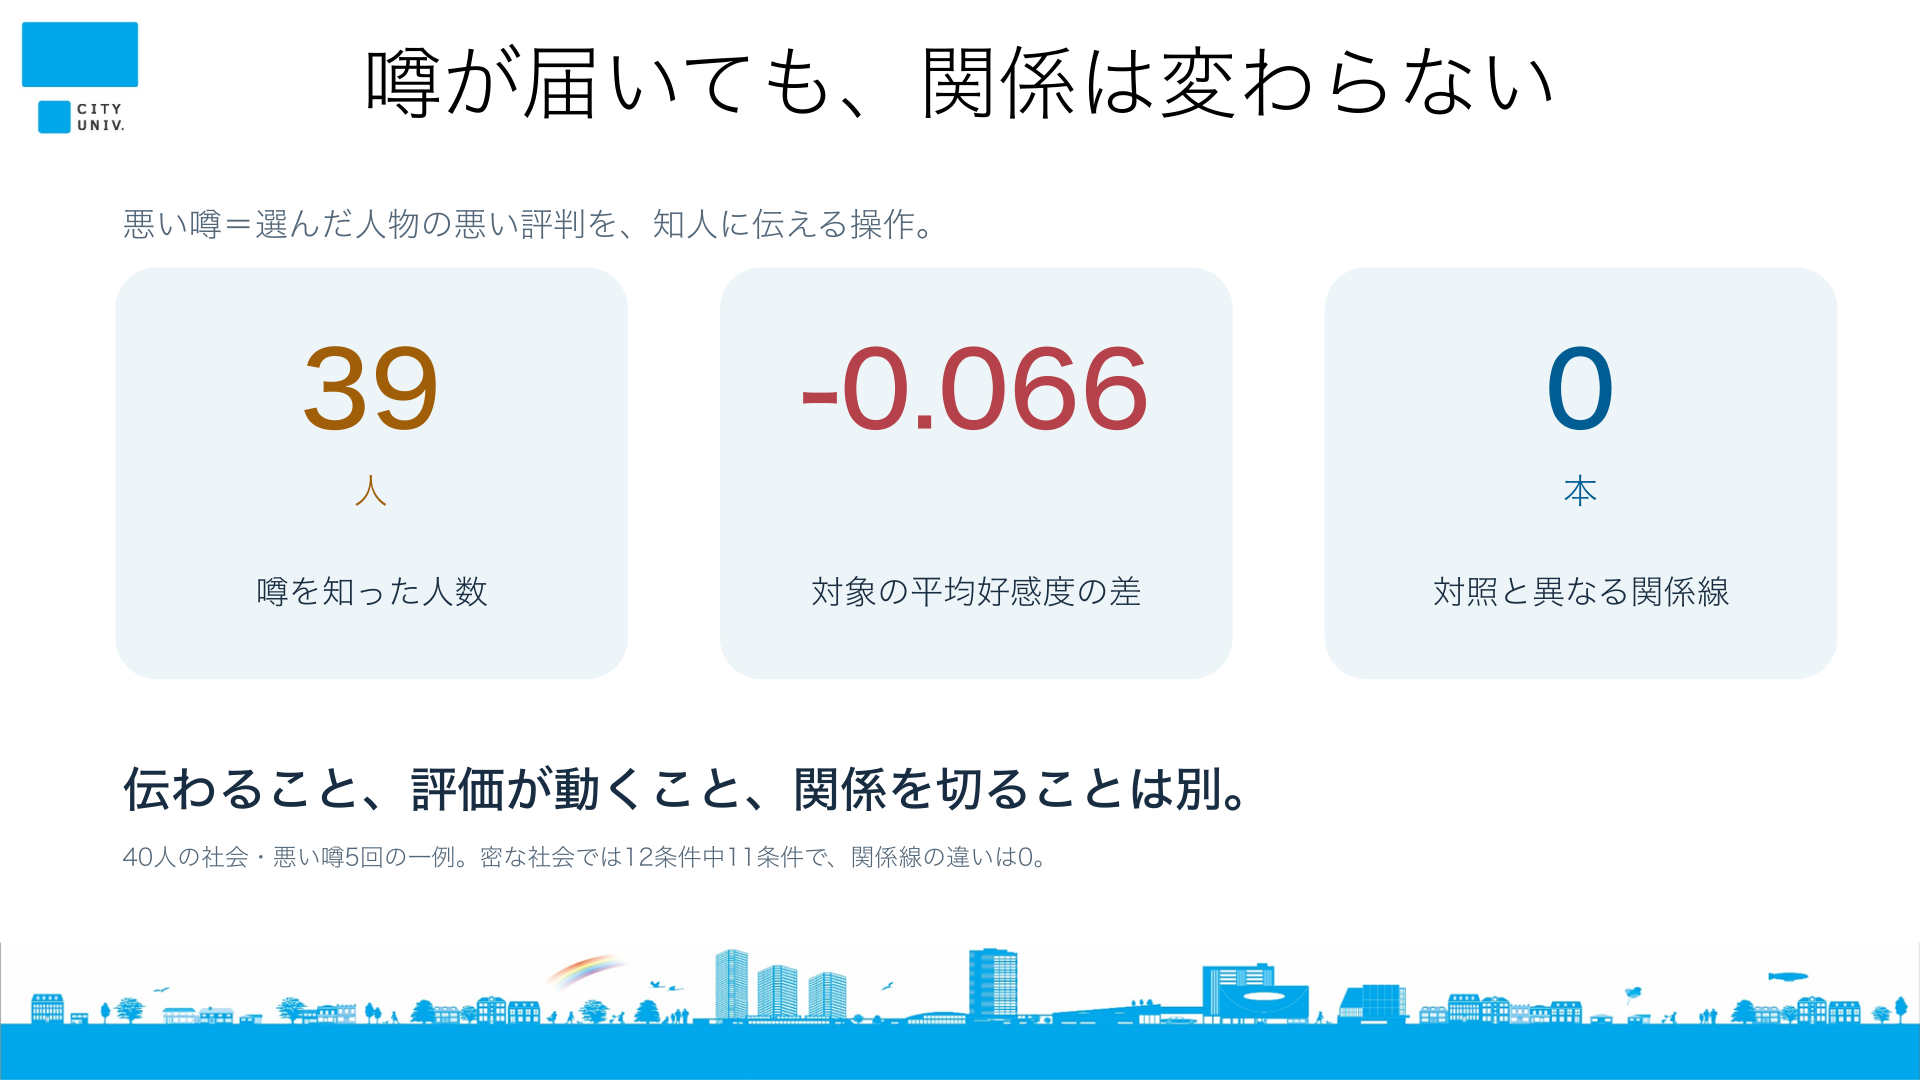 CITY
UNIV.
噂が届いても、関係は変わらない
悪い噂＝選んだ人物の悪い評判を、知人に伝える操作。
39
人
噂を知った人数
-0.066
対象の平均好感度の差
0
本
対照と異なる関係線
伝わること、評価が動くこと、関係を切ることは別。
40人の社会・悪い噂5回の一例。密な社会では12条件中11条件で、関係線の違いは0。